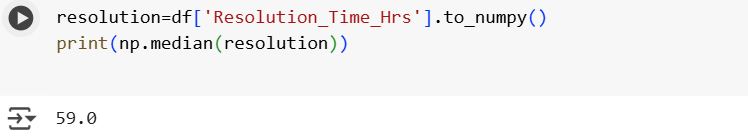 resolution=df['Resolution_Time_Hrs'].to_numpy()
print(np.median(resolution))
59.0